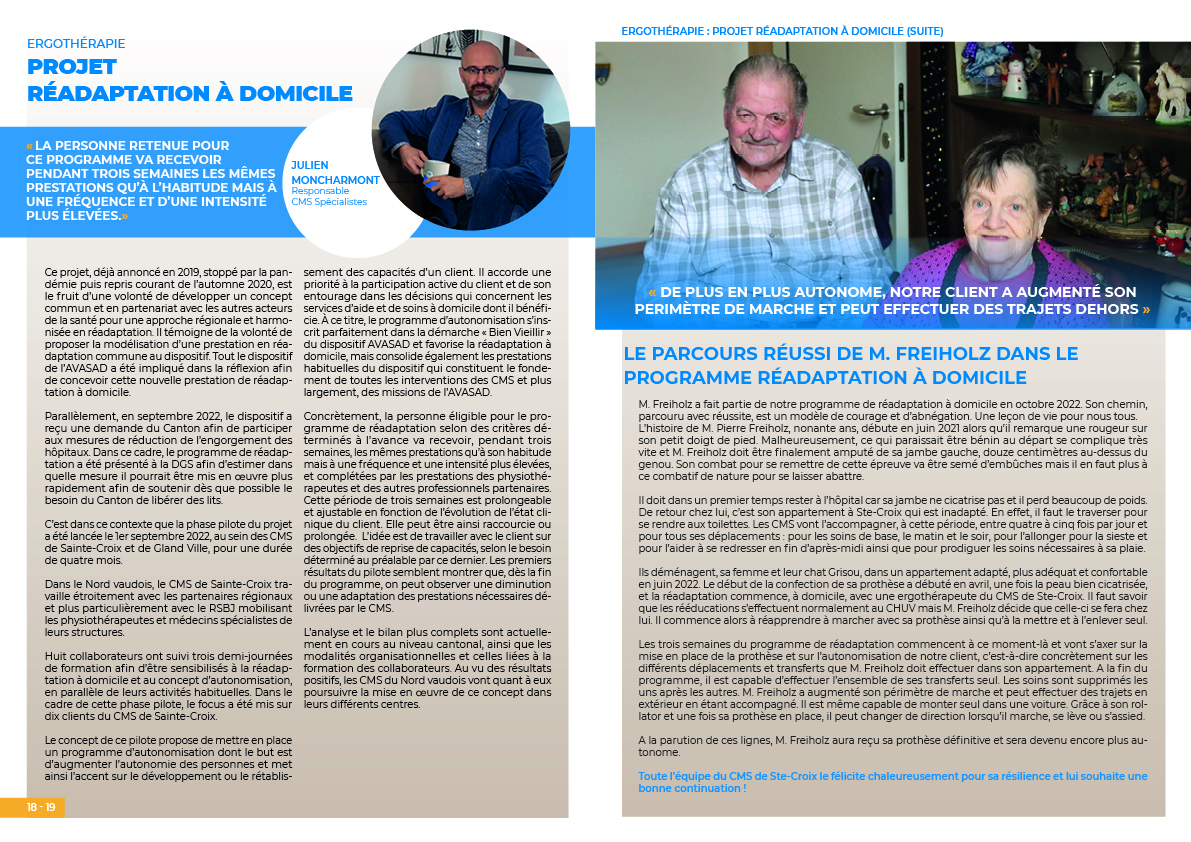 ERGOTHÉRAPIE
PROJET
RÉADAPTATION À DOMICILE
« LA PERSONNE RETENUE POUR
CE PROGRAMME VA RECEVOIR
PENDANT TROIS SEMAINES LES MÊMES
PRESTATIONS QU'À L'HABITUDE MAIS À
UNE FRÉQUENCE ET D'UNE INTENSITÉ
PLUS ÉLEVÉES.»
JULIEN
MONCHARMONT
Responsable
CMS Spécialistes
Ce projet, déjà annoncé en 2019, stoppé par la pan-
démie puis repris courant de l'automne 2020, est
le fruit d'une volonté de développer un concept
commun et en partenariat avec les autres acteurs
de la santé pour une approche régionale et harmo-
nisée en réadaptation. Il témoigne de la volonté de
proposer la modélisation d'une prestation en réa-
daptation commune au dispositif. Tout le dispositif
de l'AVASAD a été impliqué dans la réflexion afin
de concevoir cette nouvelle prestation de réadap-
tation à domicile.
Parallèlement, en septembre 2022, le dispositif a
reçu une demande du Canton afin de participer
aux mesures de réduction de l'engorgement des
hôpitaux. Dans ce cadre, le programme de réadap-
tation a été présenté à la DGS afin d'estimer dans
quelle mesure il pourrait être mis en œuvre plus
rapidement afin de soutenir dès que possible le
besoin du Canton de libérer des lits.
C'est dans ce contexte que la phase pilote du projet
a été lancée le 1er septembre 2022, au sein des CMS
de Sainte-Croix et de Gland Ville, pour une durée
de quatre mois.
Dans le Nord vaudois, le CMS de Sainte-Croix tra-
vaille étroitement avec les partenaires régionaux
et plus particulièrement avec le RSBJ mobilisant
les physiothérapeutes et médecins spécialistes de
leurs structures.
Huit collaborateurs ont suivi trois demi-journées
de formation afin d'être sensibilisés à la réadap-
tation à domicile et au concept d'autonomisation,
en parallèle de leurs activités habituelles. Dans le
cadre de cette phase pilote, le focus a été mis sur
dix clients du CMS de Sainte-Croix.
Le concept de ce pilote propose de mettre en place
un programme d'autonomisation dont le but est
d'augmenter l'autonomie des personnes et met
ainsi l'accent sur le développement ou le rétablis-
sement des capacités d'un client. Il accorde une
priorité à la participation active du client et de son
entourage dans les décisions qui concernent les
services d'aide et de soins à domicile dont il bénéfi-
cie. À ce titre, le programme d'autonomisation s'ins-
crit parfaitement dans la démarche « Bien Vieillir »
du dispositif AVASAD et favorise la réadaptation à
domicile, mais consolide également les prestations
habituelles du dispositif qui constituent le fonde-
ment de toutes les interventions des CMS et plus
largement, des missions de l'AVASAD.
Concrètement, la personne éligible pour le pro-
gramme de réadaptation selon des critères dé-
terminés à l'avance va recevoir, pendant trois
semaines, les mêmes prestations qu'à son habitude
mais à une fréquence et une intensité plus élevées,
et complétées par les prestations des physiothé-
rapeutes et des autres professionnels partenaires.
Cette période de trois semaines est prolongeable
et ajustable en fonction de l'évolution de l'état cli-
nique du client. Elle peut être ainsi raccourcie ou
prolongée.  L'idée est de travailler avec le client sur
des objectifs de reprise de capacités, selon le besoin
déterminé au préalable par ce dernier. Les premiers
résultats du pilote semblent montrer que, dès la fin
du programme, on peut observer une diminution
ou une adaptation des prestations nécessaires dé-
livrées par le CMS.
L'analyse et le bilan plus complets sont actuelle-
ment en cours au niveau cantonal, ainsi que les
modalités organisationnelles et celles liées à la
formation des collaborateurs. Au vu des résultats
positifs, les CMS du Nord vaudois vont quant à eux
poursuivre la mise en œuvre de ce concept dans
leurs différents centres.
18 - 19
ERGOTHÉRAPIE : PROJET RÉADAPTATION À DOMICILE (SUITE)
« DE PLUS EN PLUS AUTONOME, NOTRE CLIENT A AUGMENTÉ SON
PERIMÈTRE DE MARCHE ET PEUT EFFECTUER DES TRAJETS DEHORS »
LE PARCOURS RÉUSSI DE M. FREIHOLZ DANS LE
PROGRAMME RÉADAPTATION À DOMICILE
M. Freiholz a fait partie de notre programme de réadaptation à domicile en octobre 2022. Son chemin,
parcouru avec réussite, est un modèle de courage et d'abnégation. Une leçon de vie pour nous tous.
L'histoire de M. Pierre Freiholz, nonante ans, débute en juin 2021 alors qu'il remarque une rougeur sur
son petit doigt de pied. Malheureusement, ce qui paraissait être bénin au départ se complique très
vite et M. Freiholz doit être finalement amputé de sa jambe gauche, douze centimètres au-dessus du
genou. Son combat pour se remettre de cette épreuve va être semé d'embûches mais il en faut plus à
ce combatif de nature pour se laisser abattre.
Il doit dans un premier temps rester à l'hôpital car sa jambe ne cicatrise pas et il perd beaucoup de poids.
De retour chez lui, c'est son appartement à Ste-Croix qui est inadapté. En effet, il faut le traverser pour
se rendre aux toilettes. Les CMS vont l'accompagner, à cette période, entre quatre à cinq fois par jour et
pour tous ses déplacements : pour les soins de base, le matin et le soir, pour l'allonger pour la sieste et
pour l'aider à se redresser en fin d'après-midi ainsi que pour prodiguer les soins nécessaires à sa plaie.
Ils déménagent, sa femme et leur chat Grisou, dans un appartement adapté, plus adéquat et confortable
en juin 2022. Le début de la confection de sa prothèse a débuté en avril, une fois la peau bien cicatrisée,
et la réadaptation commence, à domicile, avec une ergothérapeute du CMS de Ste-Croix. Il faut savoir
que les rééducations s'effectuent normalement au CHUV mais M. Freiholz décide que celle-ci se fera chez
lui. Il commence alors à réapprendre à marcher avec sa prothèse ainsi qu'à la mettre et à l'enlever seul.
Les trois semaines du programme de réadaptation commencent à ce moment-là et vont s'axer sur la
mise en place de la prothèse et sur l'autonomisation de notre client, c'est-à-dire concrètement sur les
différents déplacements et transferts que M. Freiholz doit effectuer dans son appartement. A la fin du
programme, il est capable d'effectuer l'ensemble de ses transferts seul. Les soins sont supprimés les
uns après les autres. M. Freiholz a augmenté son périmètre de marche et peut effectuer des trajets en
extérieur en étant accompagné. Il est même capable de monter seul dans une voiture. Grâce à son rol-
lator et une fois sa prothèse en place, il peut changer de direction lorsqu'il marche, se lève ou s'assied.
A la parution de ces lignes, M. Freiholz aura reçu sa prothèse définitive et sera devenu encore plus au-
tonome.
Toute l'équipe du CMS de Ste-Croix le félicite chaleureusement pour sa résilience et lui souhaite une
bonne continuation !